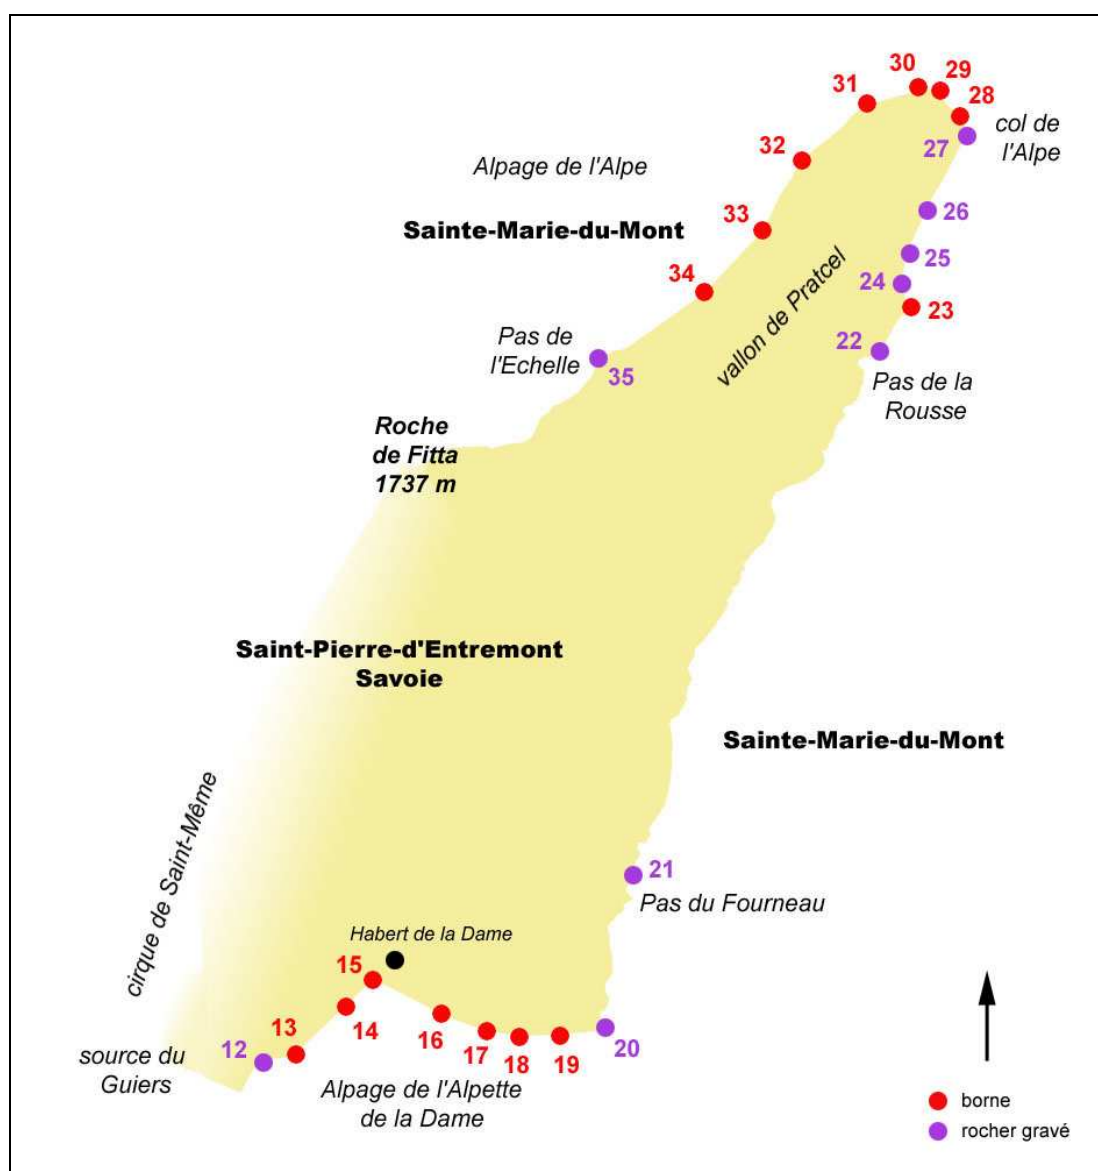 30
29
31
28
col de
l'Alpe
27
32
Alpage de l'Alpe
26
33
Sainte-Marie-du-Mont
25
34
24
vallon de Pratcel
23
Pas de
l'Echelle
22
35
Pas de la
Rousse
Roche
de Fitta
1737 m
Saint-Pierre-d'Entremont
Savoie
Sainte-Marie-du-Mont
cirque de Saint-Même
21
Pas du Fourneau
Habert de la Dame
15
14
16
13
12
17
18
19
20
source du
Guiers
Alpage de l'Alpette
de la Dame
borne
rocher gravé